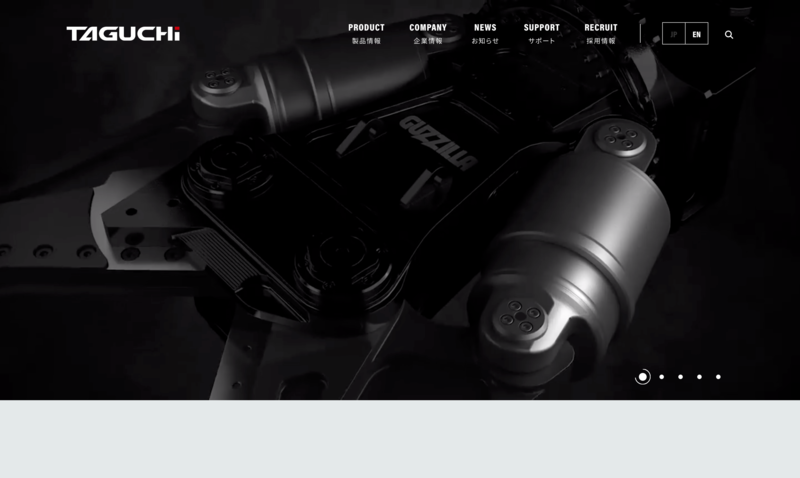 TAGUCHI
PRODUCT
製品情報
COMPANY
企業情報
NEWS
お知らせ
SUPPORT
サポート
RECRUIT
採用情報
JP
EN
GUZZILLA